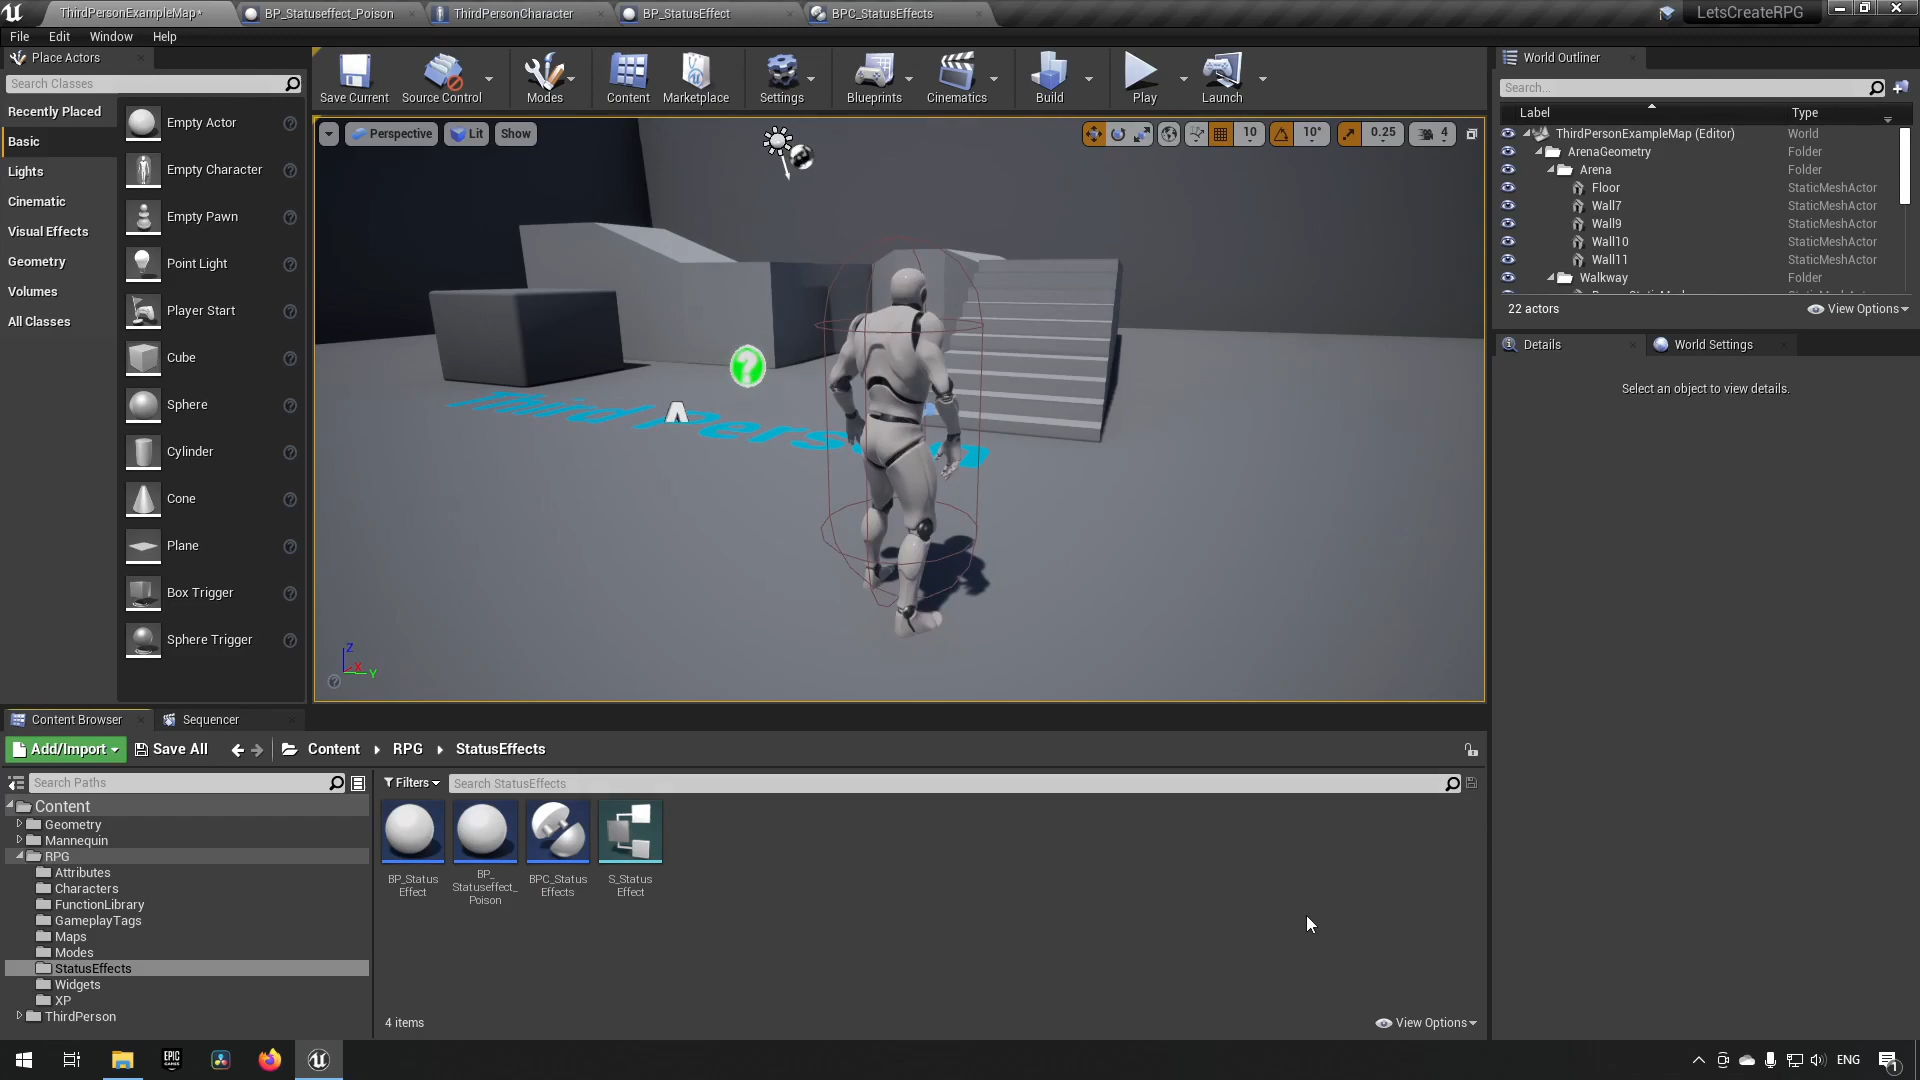 ThirdPersonExampleMap*
BP_Statuseffect_Poison
ThirdPersonCharacter
BP_StatusEffect
BPC_StatusEffects
LetsCreateRPG
File
Edit
Window
Help
Place Actors
Search Classes
Recently Placed
Basic
Lights
Cinematic
Visual Effects
Geometry
Volumes
All Classes
Empty Actor
Empty Character
Empty Pawn
Point Light
Player Start
Cube
Sphere
Cylinder
Cone
Plane
Box Trigger
Sphere Trigger
Save Current
Source Control
Modes
Content
Marketplace
Settings
Blueprints
Cinematics
Build
Play
Launch
Perspective
Lit
Show
10
10°
0.25
4
Third Perso
Z
X
Y
World Outliner
Search...
Label
Type
ThirdPersonExampleMap (Editor)
World
ArenaGeometry
Folder
Arena
Folder
Floor
StaticMeshActor
Wall7
StaticMeshActor
Wall9
StaticMeshActor
Wall10
StaticMeshActor
Wall11
StaticMeshActor
Walkway
Folder
22 actors
View Options
Details
World Settings
Select an object to view details.
Content Browser
Sequencer
Add/Import
Save All
Content
RPG
StatusEffects
Search Paths
Filters
Search StatusEffects
Content
Geometry
Mannequin
RPG
Attributes
Characters
FunctionLibrary
GameplayTags
Maps
Modes
StatusEffects
Widgets
XP
ThirdPerson
BP_Status
Effect
BP_
Statuseffect_
Poison
BPC_Status
Effects
S_Status
Effect
4 items
View Options
EPIC
GAMES
ENG
1